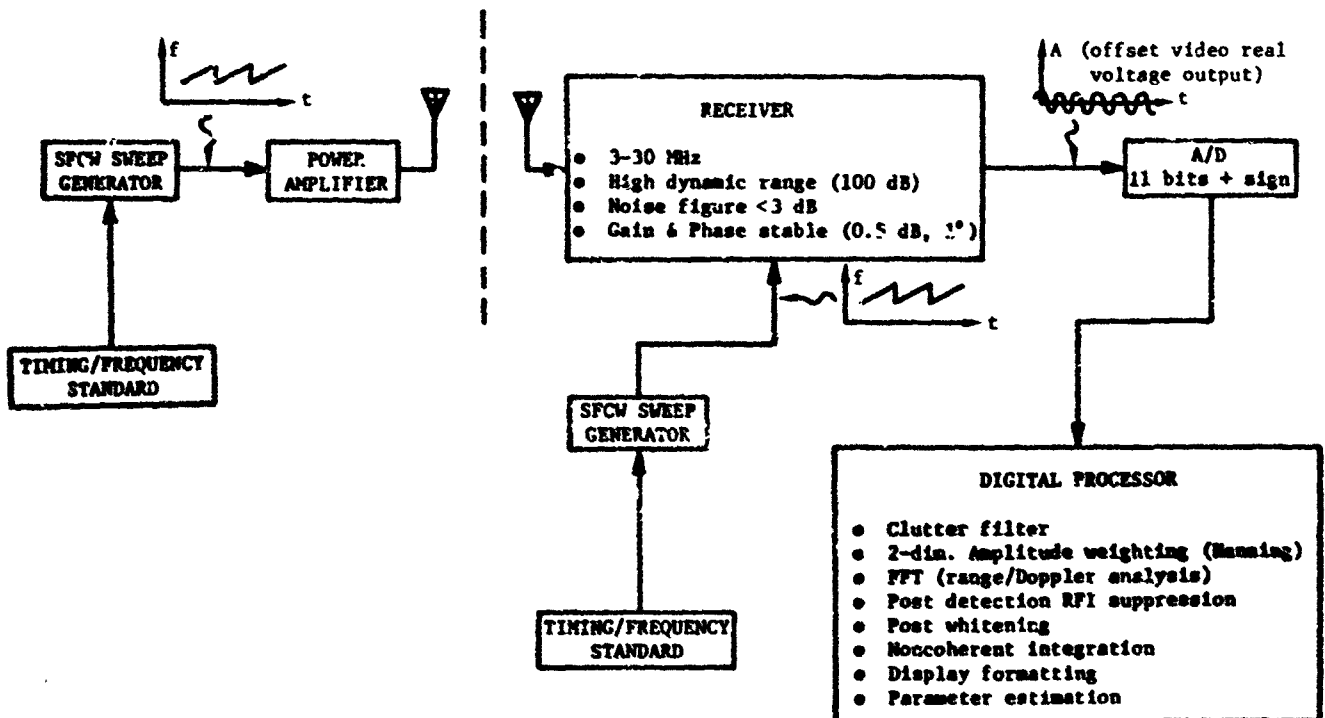 f
t
SFCW SWEEP
GENERATOR
POWER
AMPLIFIER
TIMING/FREQUENCY
STANDARD
RECEIVER
• 3-30 MHz
• High dynamic range (100 dB)
• Noise figure <3 dB
• Gain & Phase stable (0.5 dB, 1°)
A (offset video real
voltage output)
t
A/D
11 bits + sign
f
t
SFCW SWEEP
GENERATOR
TIMING/FREQUENCY
STANDARD
DIGITAL PROCESSOR
• Clutter filter
• 2-dim. Amplitude weighting (Hanning)
• FFT (range/Doppler analysis)
• Post detection RFI suppression
• Post whitening
• Noncoherent integration
• Display formatting
• Parameter estimation